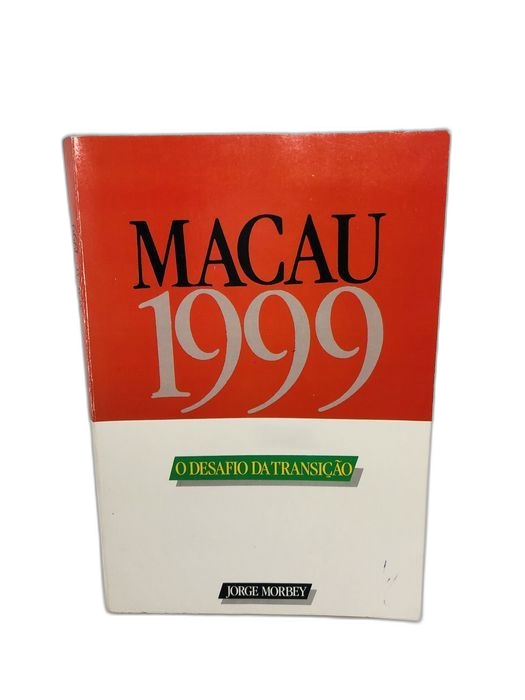 MACAU
1999
O DESAFIO DA TRANSIÇÃO
JORGE MORBEY